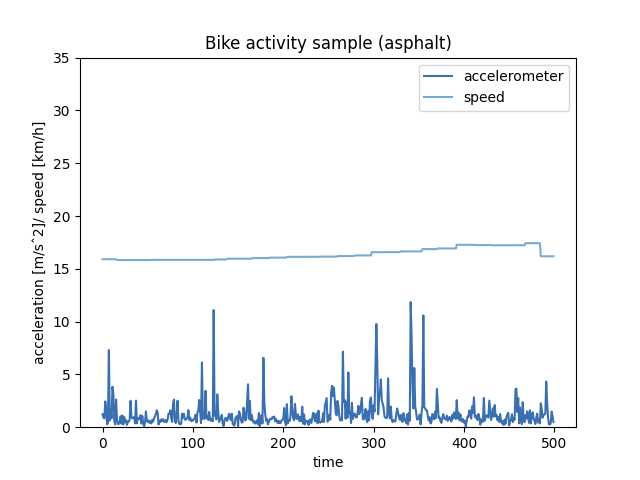 Bike activity sample (asphalt)
accelerometer
speed
acceleration [m/sˆ2]/ speed [km/h]
35
30
25
20
15
10
5
0
0 100 200 300 400 500
time